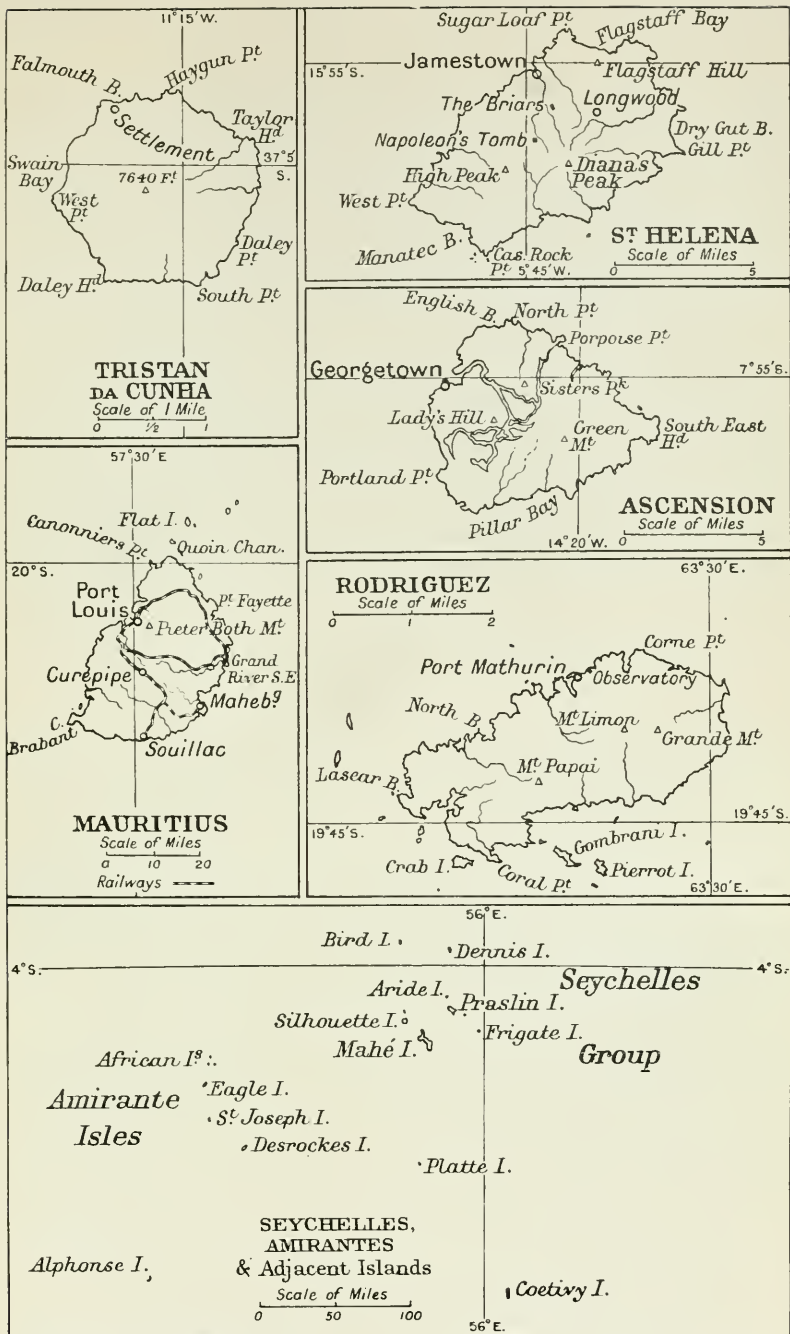 11°15'W.
Falmouth B.
Haygun Pt
Settlement
Taylor
Hd
37°5'
S.
Swain
Bay
7640 Ft
West
Pt
Daley
Pt
Daley Hd
South Pt
TRISTAN
DA CUNHA
Scale of 1 Mile
0 1/2 1
Sugar Loaf Pt
Flagstaff Bay
15°55'S.
Jamestown
Flagstaff Hill
The Briars
Longwood
Napoleon's Tomb
Dry Gut B.
Gill Pt
High Peak
Diana's
Peak
West Pt
Manatec B.
Cas. Rock
Pt
5°45'W.
ST HELENA
Scale of Miles
0 5
English B.
North Pt
Porpoise Pt
Georgetown
7°55'S.
Sisters Pk
Lady's Hill
Green
Mt
South East
Hd
Portland Pt
Pillar Bay
14°20'W.
ASCENSION
Scale of Miles
0 5
57°30'E
Flat I.
Canonniers Pt
Quoin Chan.
20°S.
Port
Louis
Pt Fayette
Pieter Both Mt
Curepipe
Grand
River S.E.
Mahebg
C.
Brabant
Souillac
MAURITIUS
Scale of Miles
0 10 20
Railways
RODRIGUEZ
Scale of Miles
0 1 2
63°30'E.
Corne Pt
Port Mathurin
Observatory
North B.
Mt Limon
Grande Mt
Lascar B.
Mt Papai
19°45'S.
19°45'S.
Gombrani I.
Crab I.
Coral Pt
Pierrot I.
63°30'E.
56°E.
Bird I.
Dennis I.
4°S.
4°S.
Seychelles
Aride I.
Praslin I.
Silhouette I.
Frigate I.
Mahé I.
Group
African Is
Eagle I.
Amirante
Isles
St Joseph I.
Desrockes I.
Platte I.
SEYCHELLES,
AMIRANTES
& Adjacent Islands
Scale of Miles
0 50 100
Alphonse I.
Coetivy I.
56°E.